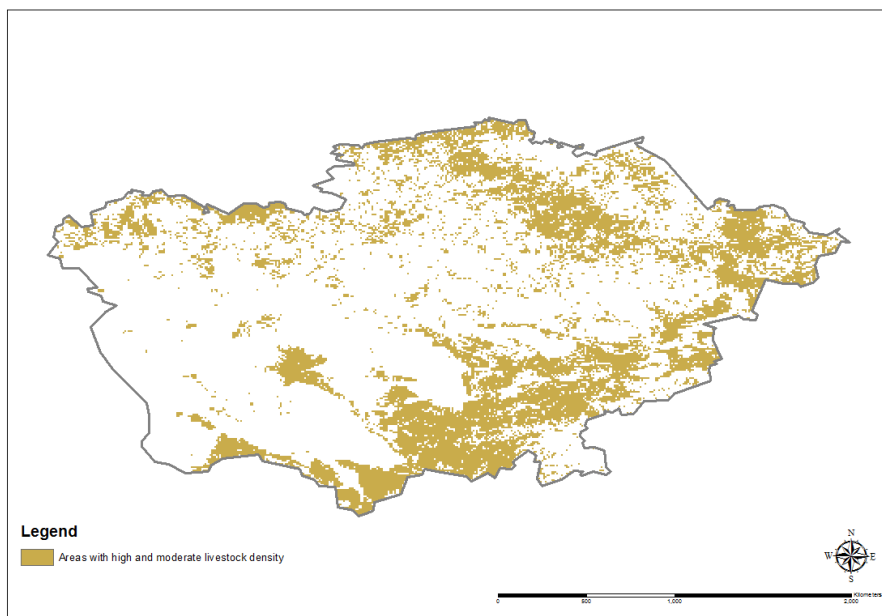 Legend
Areas with high and moderate livestock density
N
W E
S
Kilometers
0 500 1,000 2,000